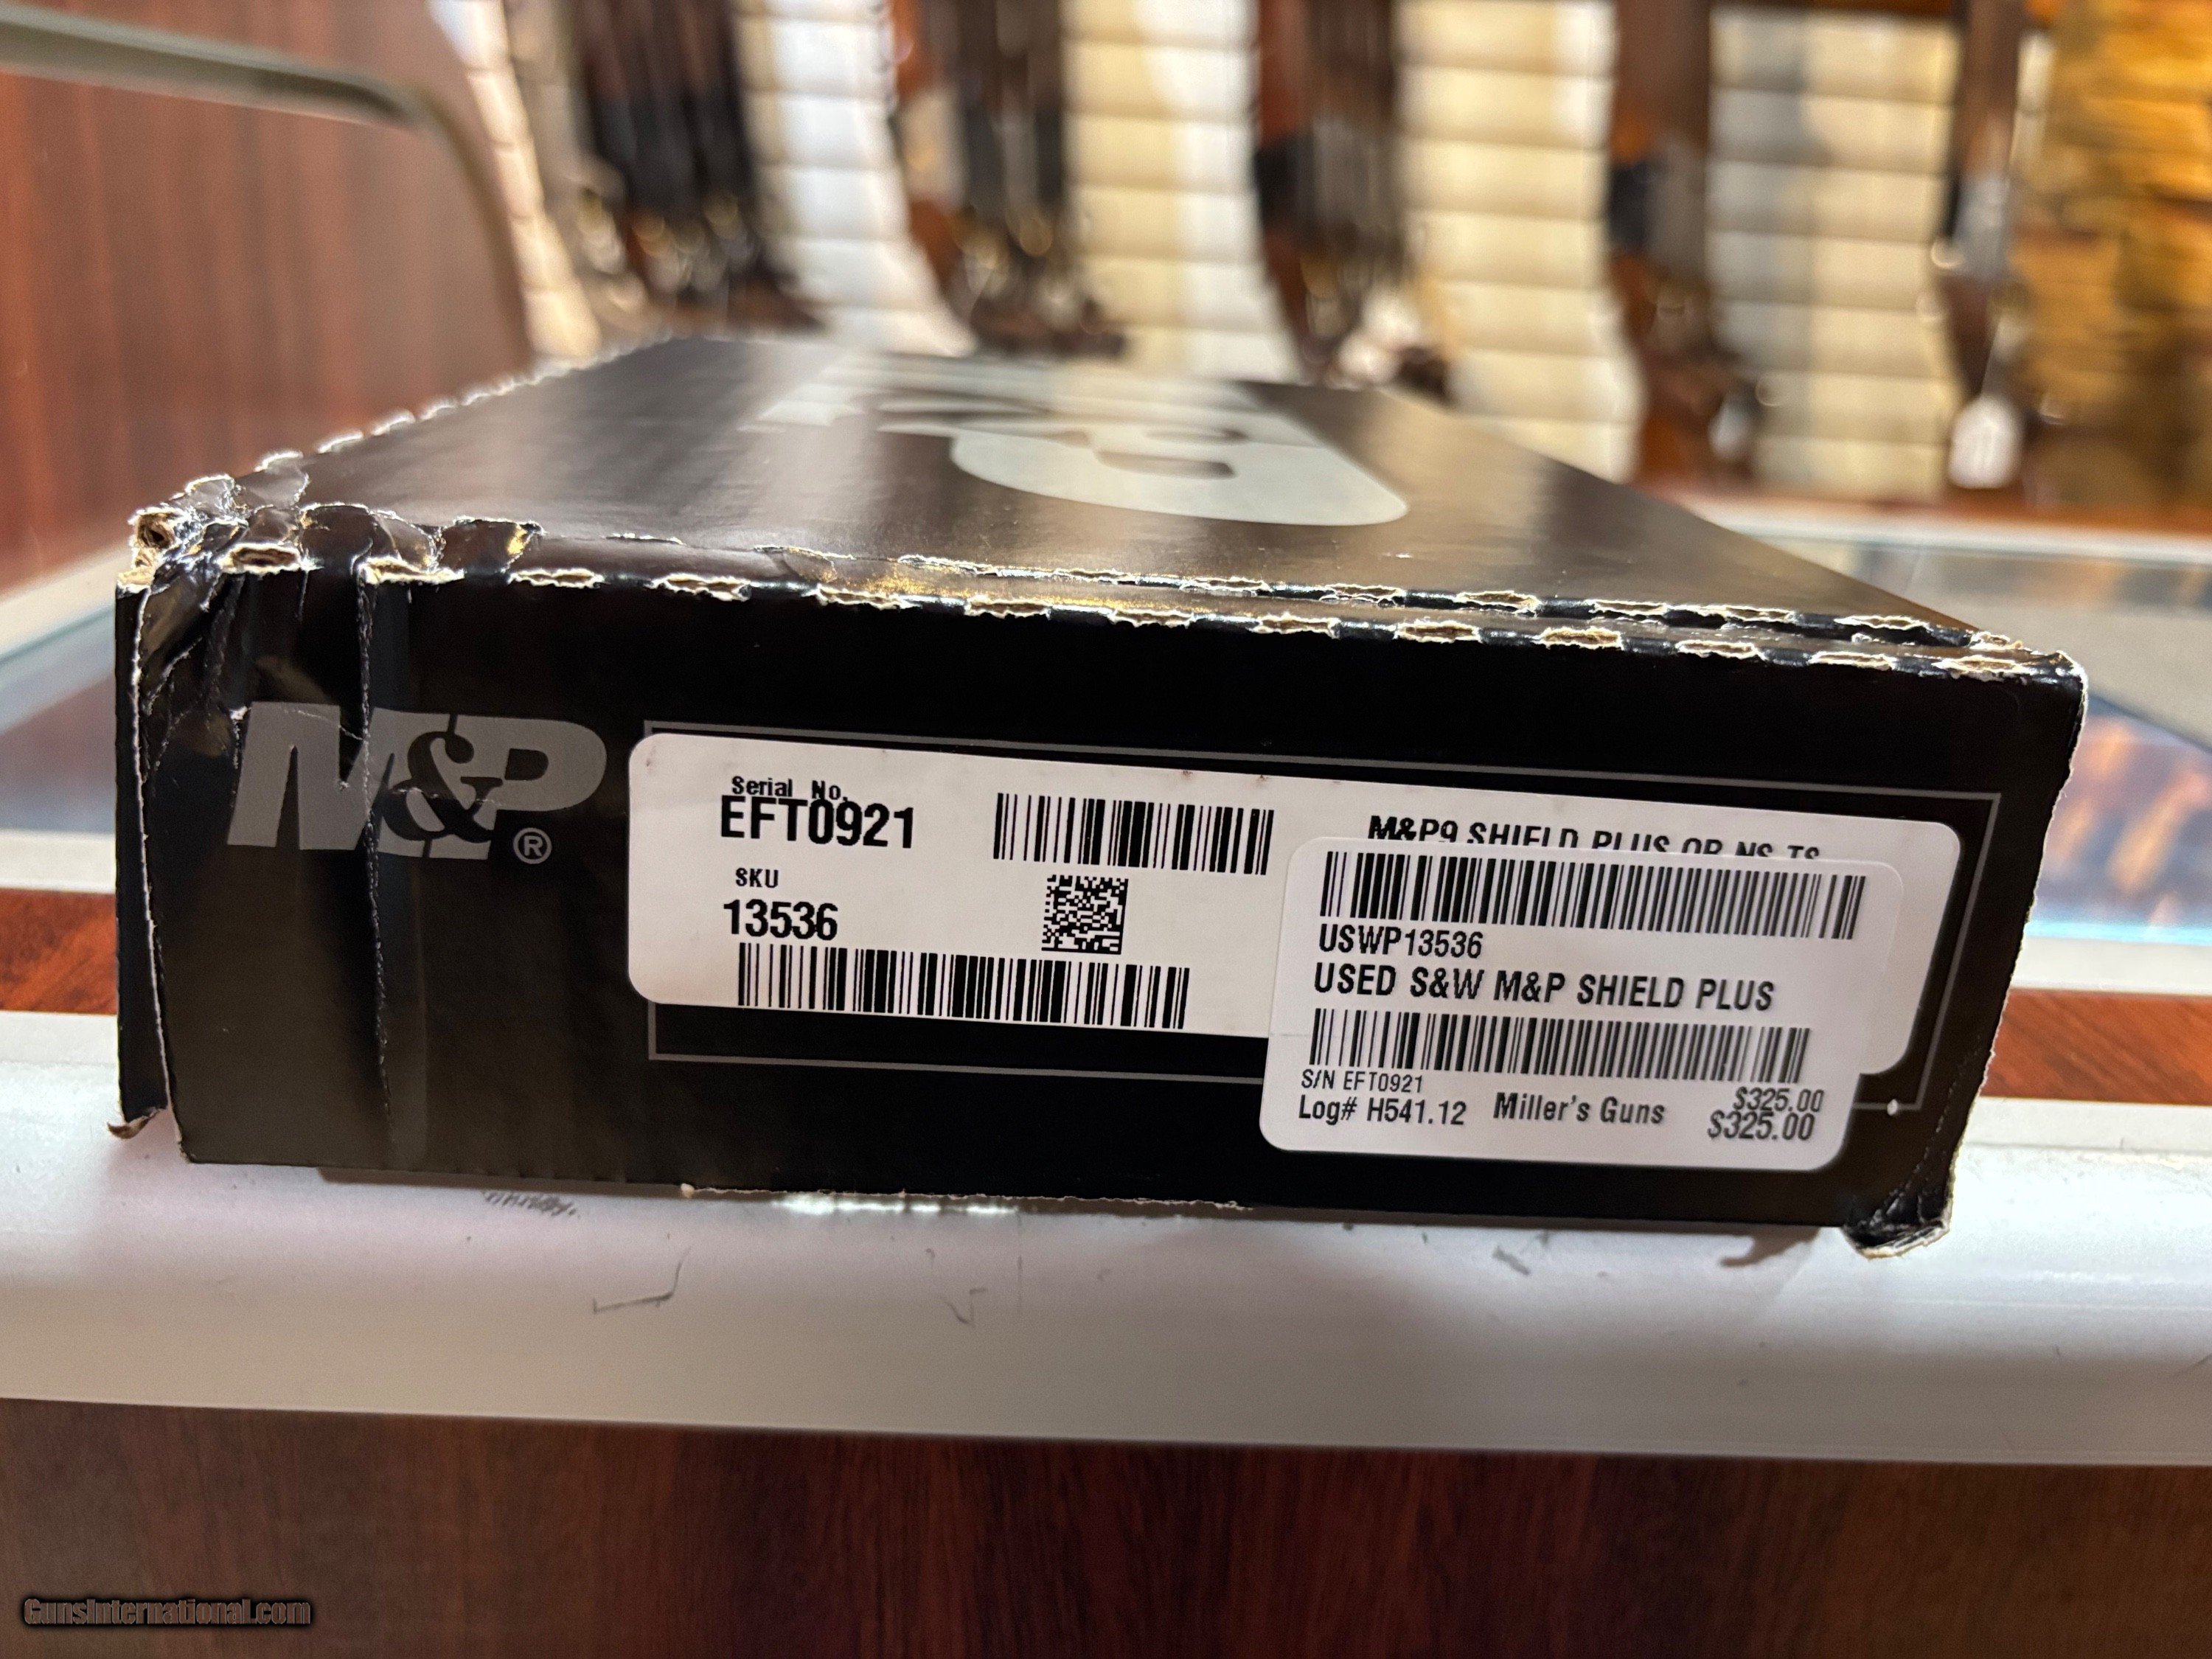 M&P®
Serial No.
EFT0921
SKU
13536
M&P9 SHIELD PLUS OR NS TS
USWP13536
USED S&W M&P SHIELD PLUS
S/N EFT0921
$325.00
Log# H541.12 Miller's Guns $325.00
GunsInternational.com